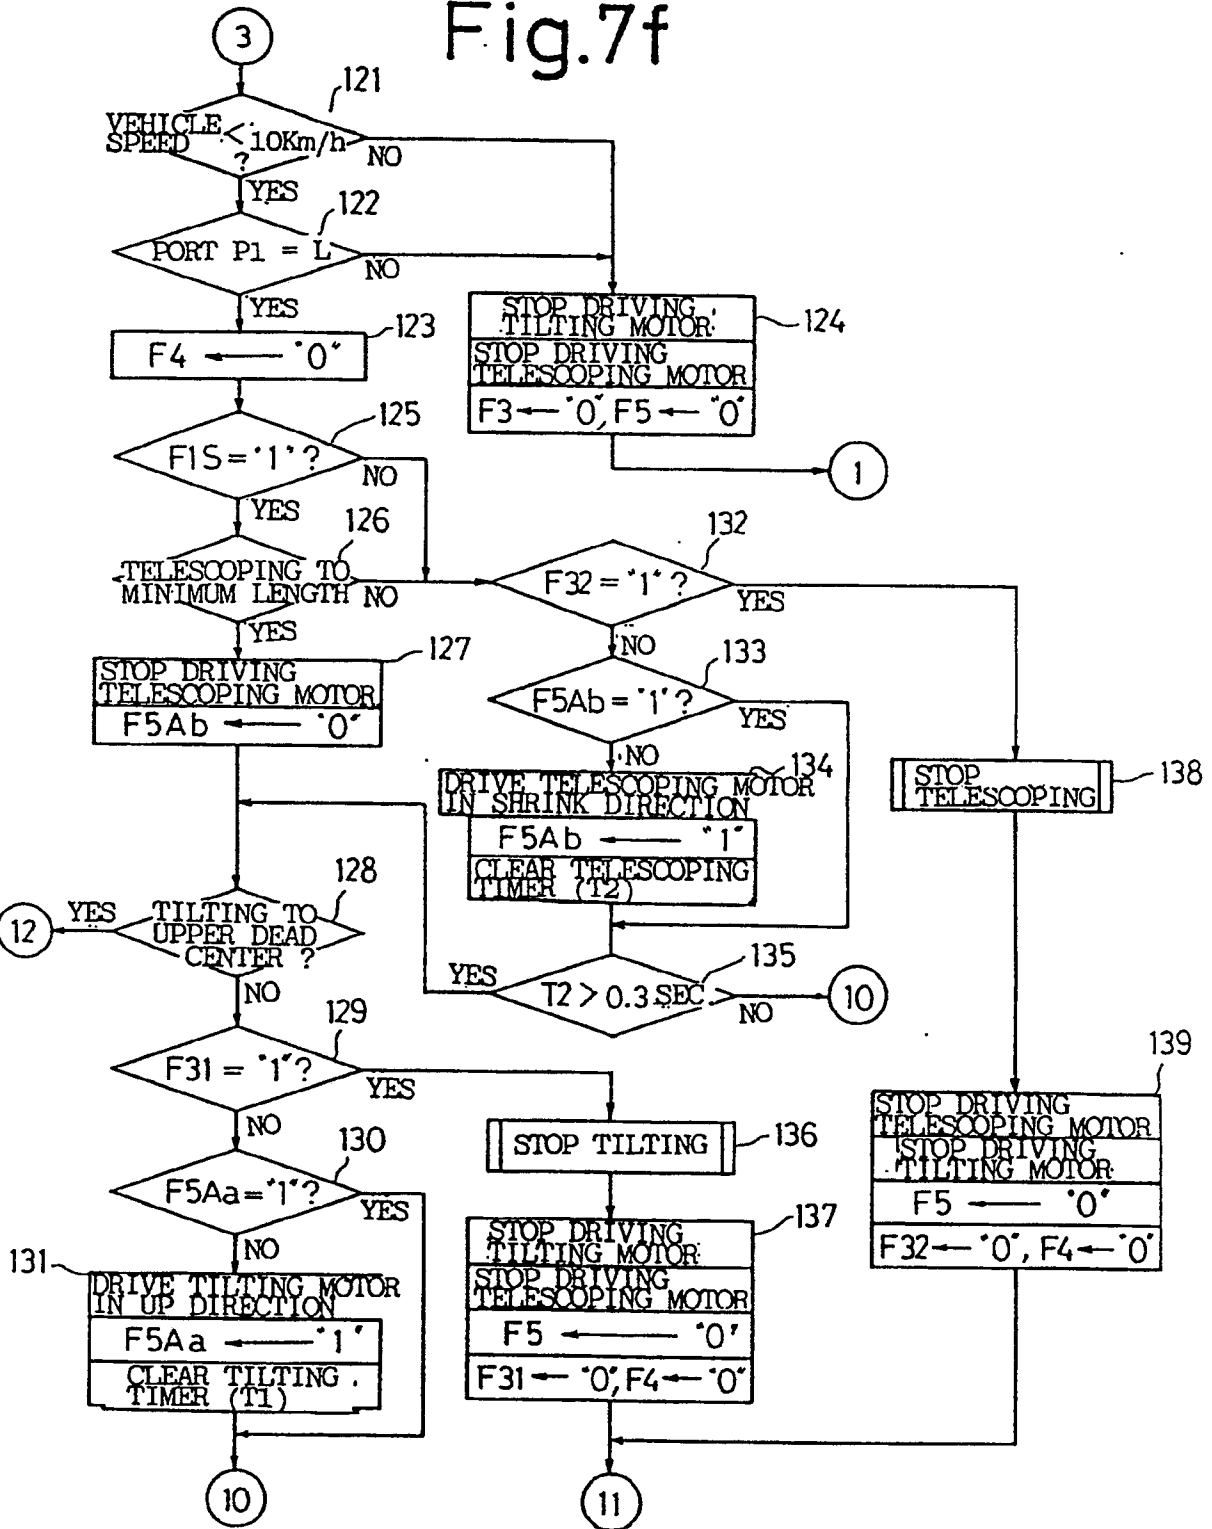 Fig.7f
3
121
VEHICLE
SPEED < 10Km/h
?
NO
YES
122
PORT P1 = L
NO
YES
123
F4 ← "0"
STOP DRIVING
TILTING MOTOR
124
STOP DRIVING
TELESCOPING MOTOR
F3 ← "0", F5 ← "0"
1
125
F1S = "1" ?
NO
YES
126
TELESCOPING TO
MINIMUM LENGTH
NO
YES
132
F32 = "1" ?
YES
NO
127
STOP DRIVING
TELESCOPING MOTOR
F5Ab ← "0"
133
F5Ab = "1" ?
YES
NO
134
DRIVE TELESCOPING MOTOR
IN SHRINK DIRECTION
F5Ab ← "1"
CLEAR TELESCOPING
TIMER (T2)
STOP
TELESCOPING
138
128
12
YES
TILTING TO
UPPER DEAD
CENTER ?
NO
135
YES
T2 > 0.3 SEC
NO
10
129
F31 = "1" ?
YES
NO
STOP TILTING
136
139
STOP DRIVING
TELESCOPING MOTOR
STOP DRIVING
TILTING MOTOR
F5 ← "0"
F32 ← "0", F4 ← "0"
130
F5Aa = "1" ?
YES
NO
131
DRIVE TILTING MOTOR
IN UP DIRECTION
F5Aa ← "1"
CLEAR TILTING
TIMER (T1)
10
137
STOP DRIVING
TILTING MOTOR
STOP DRIVING
TELESCOPING MOTOR
F5 ← "0"
F31 ← "0", F4 ← "0"
11